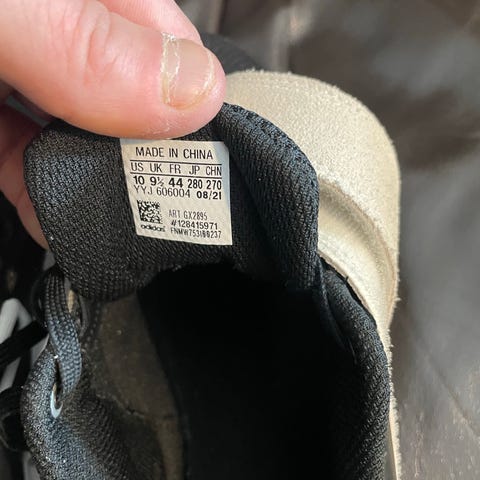 MADE IN CHINA
US UK FR JP CHN
10 9½ 44 280 270
YYJ 606004 08/21
ART GX2895
#128415971
adidas FNMW7531B0237